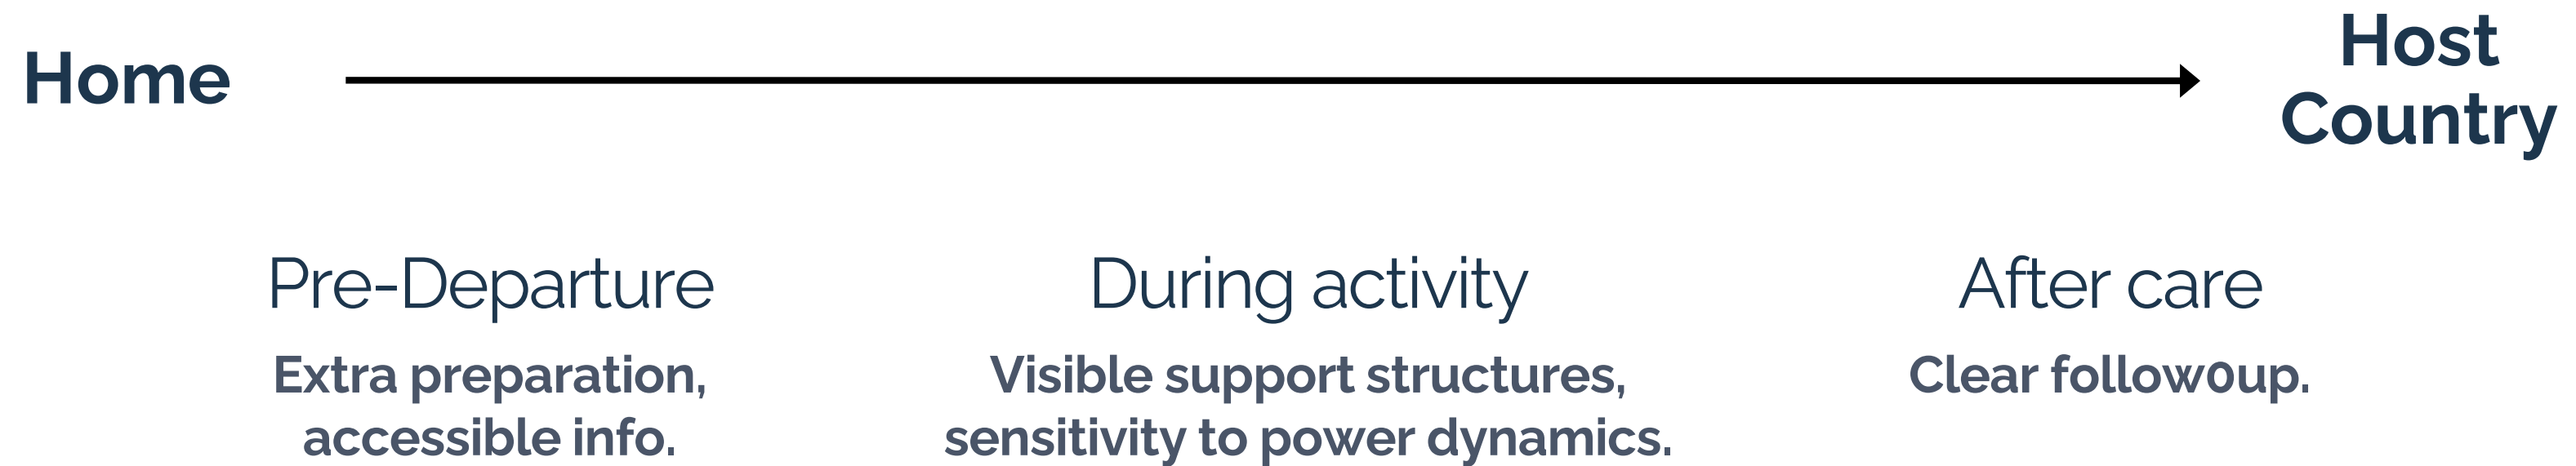 Home
Host
Country
Pre-Departure
Extra preparation,
accessible info.
During activity
Visible support structures,
sensitivity to power dynamics.
After care
Clear follow0up.